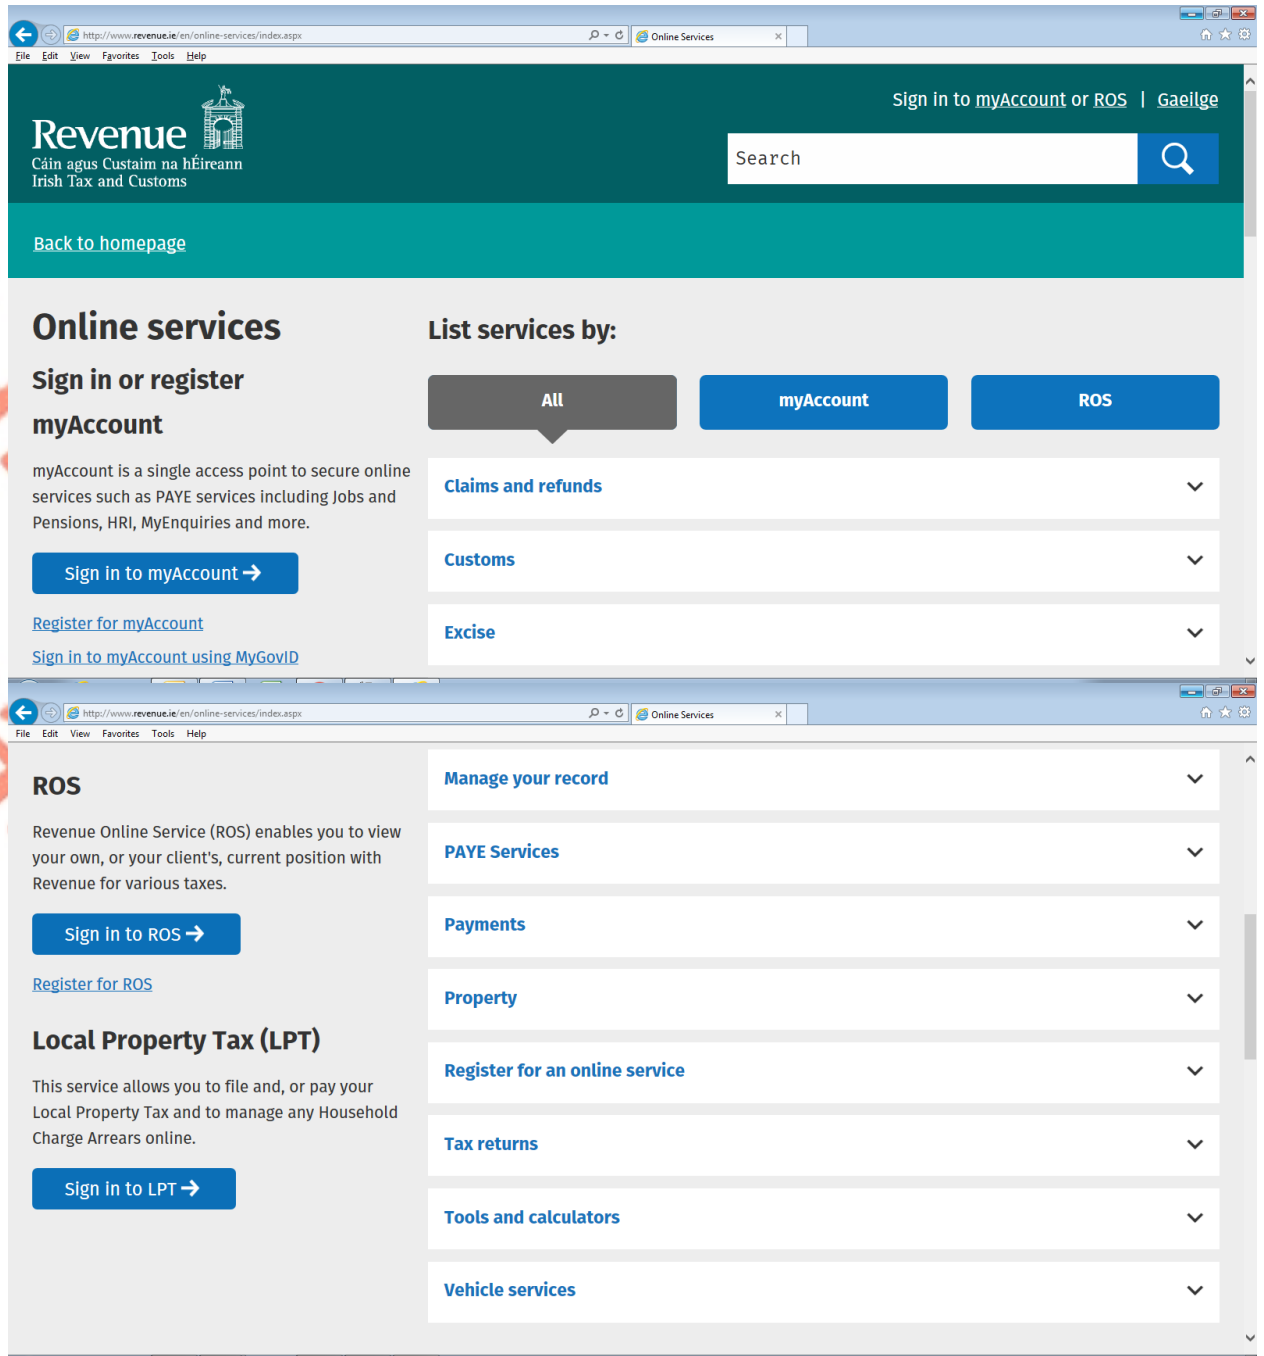 http://www.revenue.ie/en/online-services/index.aspx
Online Services
File Edit View Favorites Tools Help
Revenue
Cáin agus Custaim na hÉireann
Irish Tax and Customs
Sign in to myAccount or ROS | Gaeilge
Search
Back to homepage
Online services
Sign in or register
myAccount
myAccount is a single access point to secure online
services such as PAYE services including Jobs and
Pensions, HRI, MyEnquiries and more.
Sign in to myAccount
Register for myAccount
Sign in to myAccount using MyGovID
List services by:
All
myAccount
ROS
Claims and refunds
Customs
Excise
http://www.revenue.ie/en/online-services/index.aspx
Online Services
File Edit View Favorites Tools Help
ROS
Revenue Online Service (ROS) enables you to view
your own, or your client's, current position with
Revenue for various taxes.
Sign in to ROS
Register for ROS
Local Property Tax (LPT)
This service allows you to file and, or pay your
Local Property Tax and to manage any Household
Charge Arrears online.
Sign in to LPT
Manage your record
PAYE Services
Payments
Property
Register for an online service
Tax returns
Tools and calculators
Vehicle services